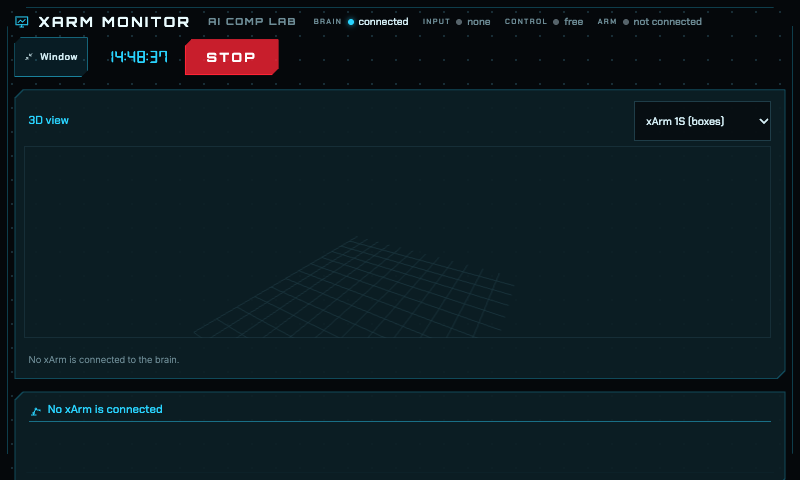 XARM MONITOR AI COMP LAB BRAIN connected INPUT none CONTROL free ARM not connected
Window 14:48:37 STOP
3D view xArm 1S (boxes)
No xArm is connected to the brain.
No xArm is connected